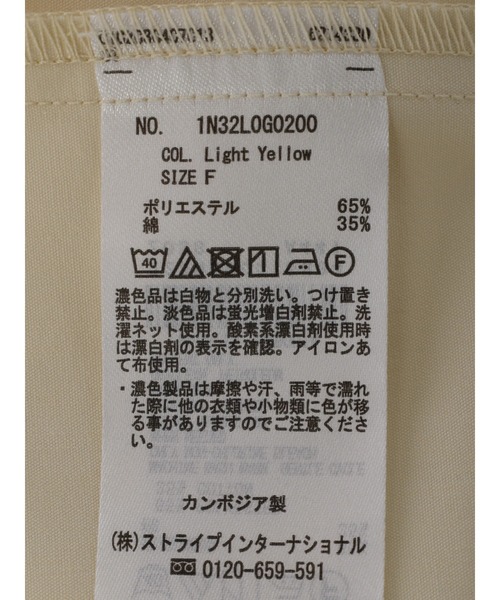 NO. 1N32L0G0200
COL. Light Yellow
SIZE F
ポリエステル 65%
綿 35%
40 F
濃色品は白物と分別洗い。つけ置き
禁止。淡色品は蛍光増白剤禁止。洗
濯ネット使用。酸素系漂白剤使用時
は漂白剤の表示を確認。アイロンあ
て布使用。
・濃色製品は摩擦や汗、雨等で濡れ
た際に他の衣類や小物類に色が移
る事がありますのでご注意くださ
い。
カンボジア製
(株)ストライプインターナショナル
0120-659-591